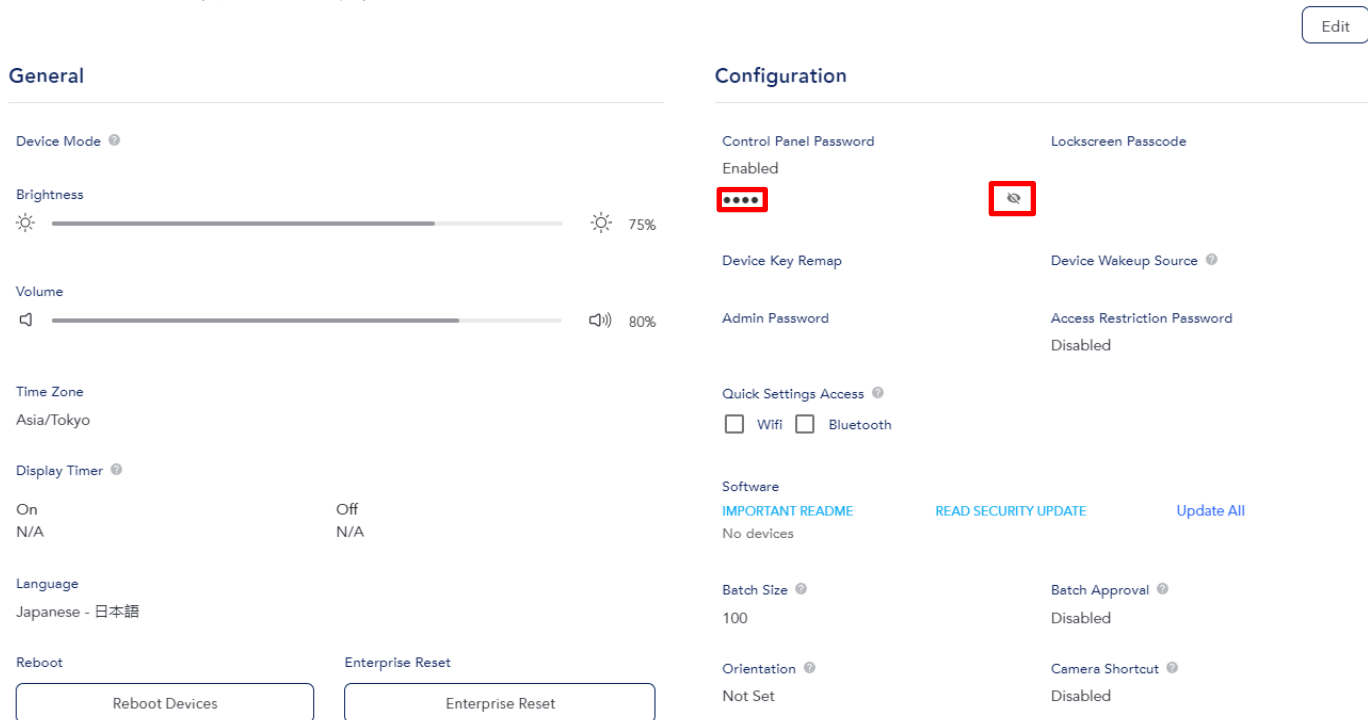 Edit
General
Device Mode
Brightness
75%
Volume
80%
Time Zone
Asia/Tokyo
Display Timer
On Off
N/A N/A
Language
Japanese - 日本語
Reboot Enterprise Reset
Reboot Devices Enterprise Reset
Configuration
Control Panel Password Lockscreen Passcode
Enabled
••••
Device Key Remap Device Wakeup Source
Admin Password Access Restriction Password
Disabled
Quick Settings Access
Wifi Bluetooth
Software
IMPORTANT README READ SECURITY UPDATE Update All
No devices
Batch Size Batch Approval
100 Disabled
Orientation Camera Shortcut
Not Set Disabled